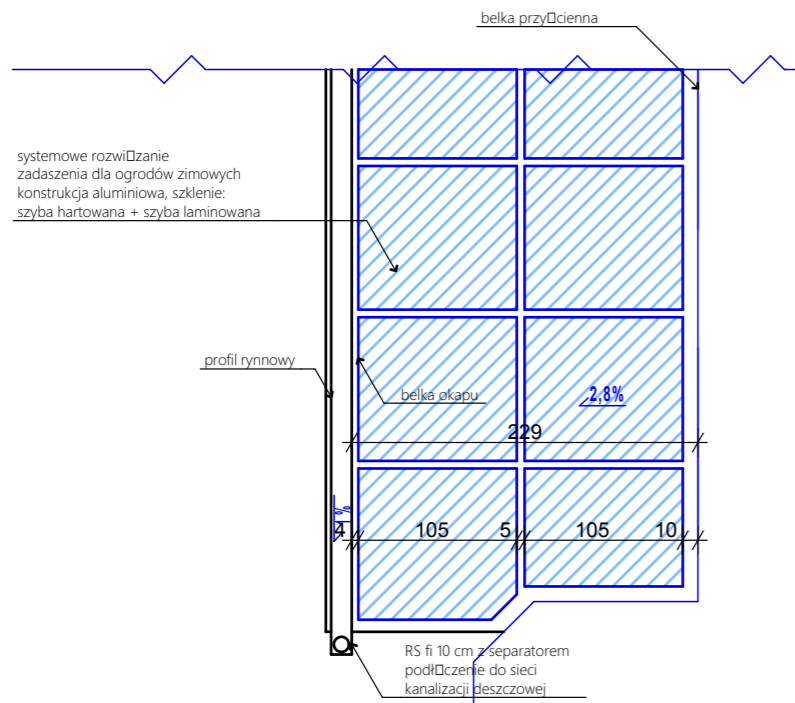 belka przy□cienna
systemowe rozwi□zanie
zadaszenia dla ogrodów zimowych
konstrukcja aluminiowa, szklenie:
szyba hartowana + szyba laminowana
profil rynnowy
belka okapu
2,8%
229
%
4 105 5 105 10
RS fi 10 cm z separatorem
podł□czenie do sieci
kanalizacji deszczowej